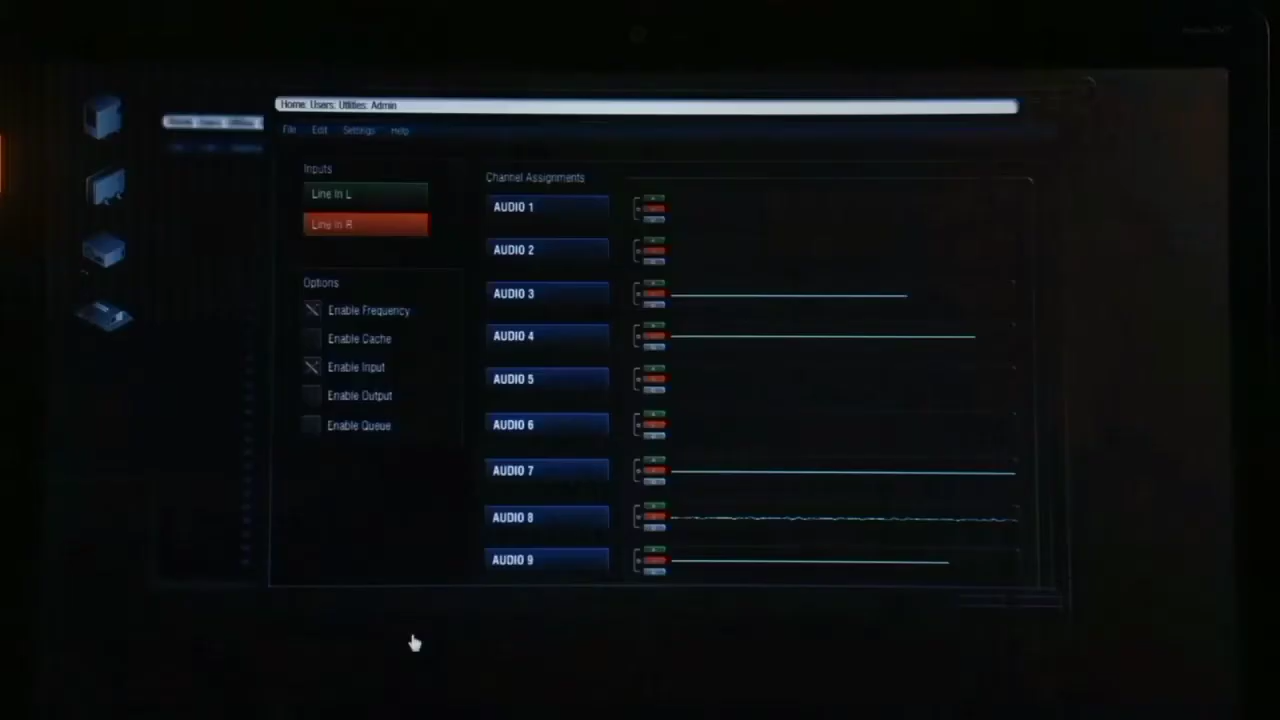 Home: Users: Utilities: Admin
File Edit Settings Help
Inputs
Line In L
Line In R
Options
Enable Frequency
Enable Cache
Enable Input
Enable Output
Enable Queue
Channel Assignments
AUDIO 1
AUDIO 2
AUDIO 3
AUDIO 4
AUDIO 5
AUDIO 6
AUDIO 7
AUDIO 8
AUDIO 9